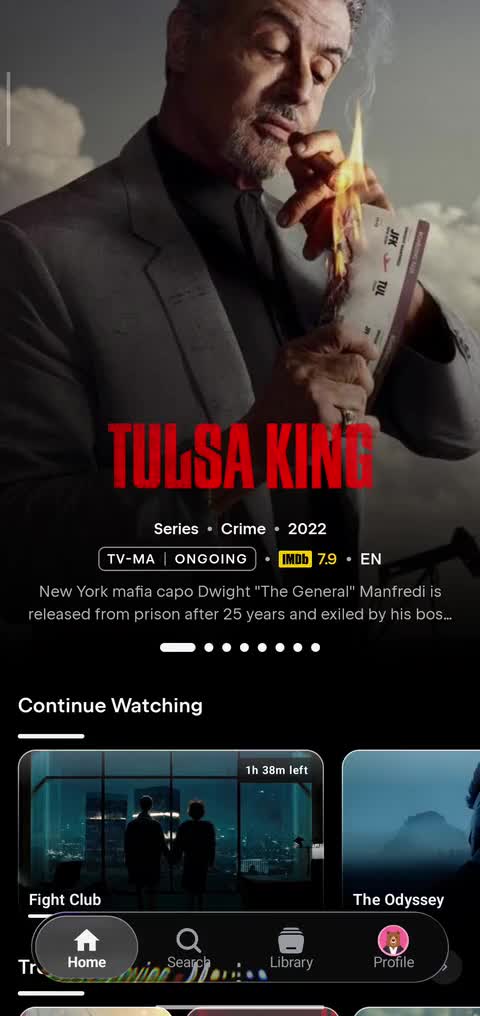 JFK
TUL
TULSA KING
Series • Crime • 2022
TV-MA | ONGOING • IMDb 7.9 • EN
New York mafia capo Dwight "The General" Manfredi is
released from prison after 25 years and exiled by his bos…
Continue Watching
1h 38m left
Fight Club
The Odyssey
Home
Search
Library
Profile